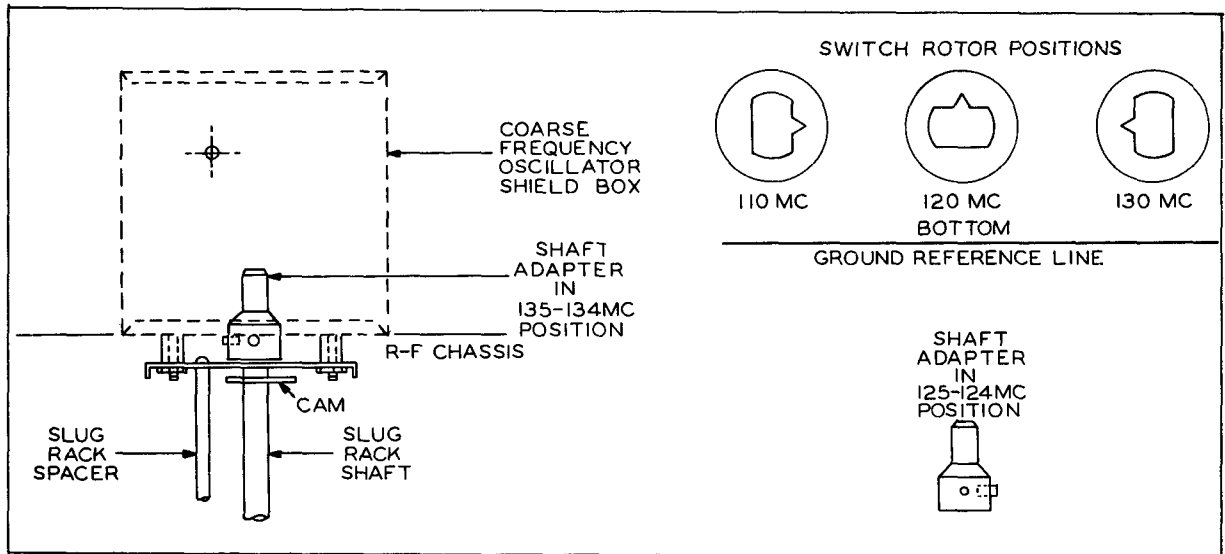 COARSE
FREQUENCY
OSCILLATOR
SHIELD BOX
SHAFT
ADAPTER
IN
135-134MC
POSITION
R-F CHASSIS
CAM
SLUG
RACK
SPACER
SLUG
RACK
SHAFT
SWITCH ROTOR POSITIONS
110 MC
120 MC
130 MC
BOTTOM
GROUND REFERENCE LINE
SHAFT
ADAPTER
IN
125-124MC
POSITION